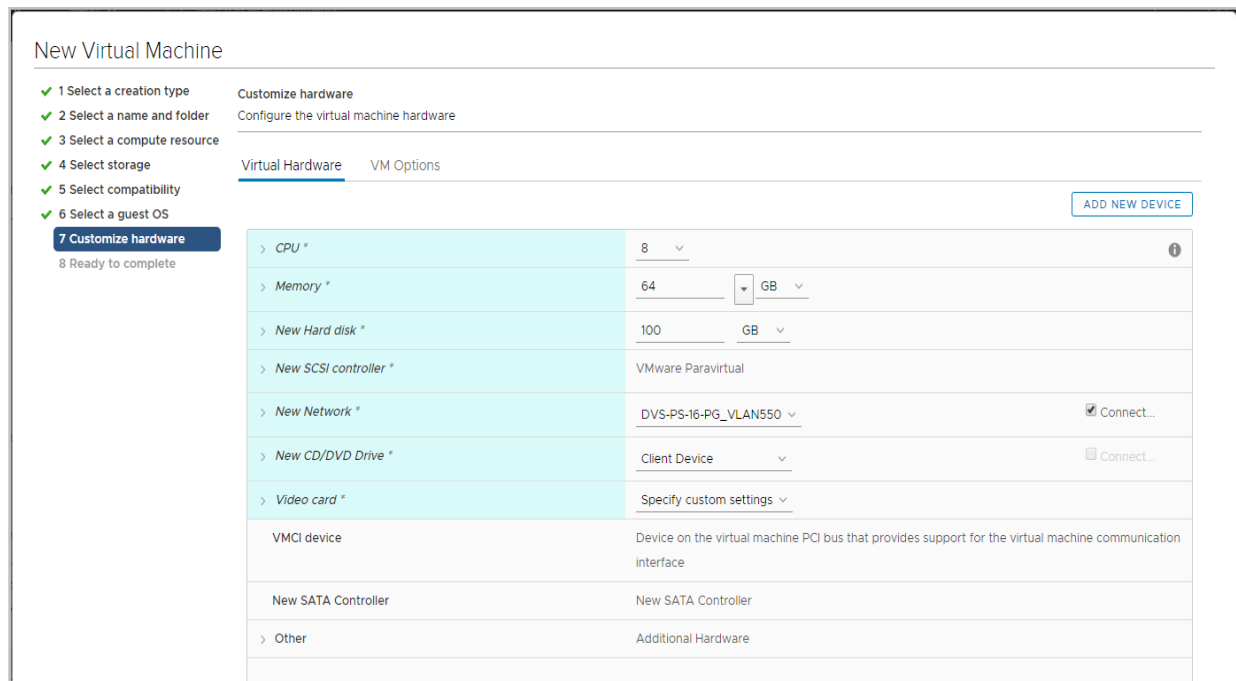 New Virtual Machine
1 Select a creation type
2 Select a name and folder
3 Select a compute resource
4 Select storage
5 Select compatibility
6 Select a guest OS
7 Customize hardware
8 Ready to complete
Customize hardware
Configure the virtual machine hardware
Virtual Hardware VM Options
ADD NEW DEVICE
CPU * 8
Memory * 64 GB
New Hard disk * 100 GB
New SCSI controller * VMware Paravirtual
New Network * DVS-PS-16-PG_VLAN550 Connect...
New CD/DVD Drive * Client Device Connect...
Video card * Specify custom settings
VMCI device Device on the virtual machine PCI bus that provides support for the virtual machine communication
interface
New SATA Controller New SATA Controller
Other Additional Hardware